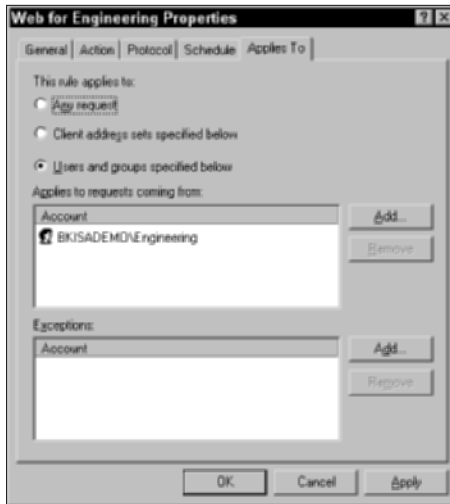 Web for Engineering Properties
General Action Protocol Schedule Applies To
This rule applies to:
Any request
Client address sets specified below
Users and groups specified below
Applies to requests coming from:
Account
Add...
BKISADEMO\Engineering
Remove
Exceptions:
Account
Add...
Remove
OK Cancel Apply